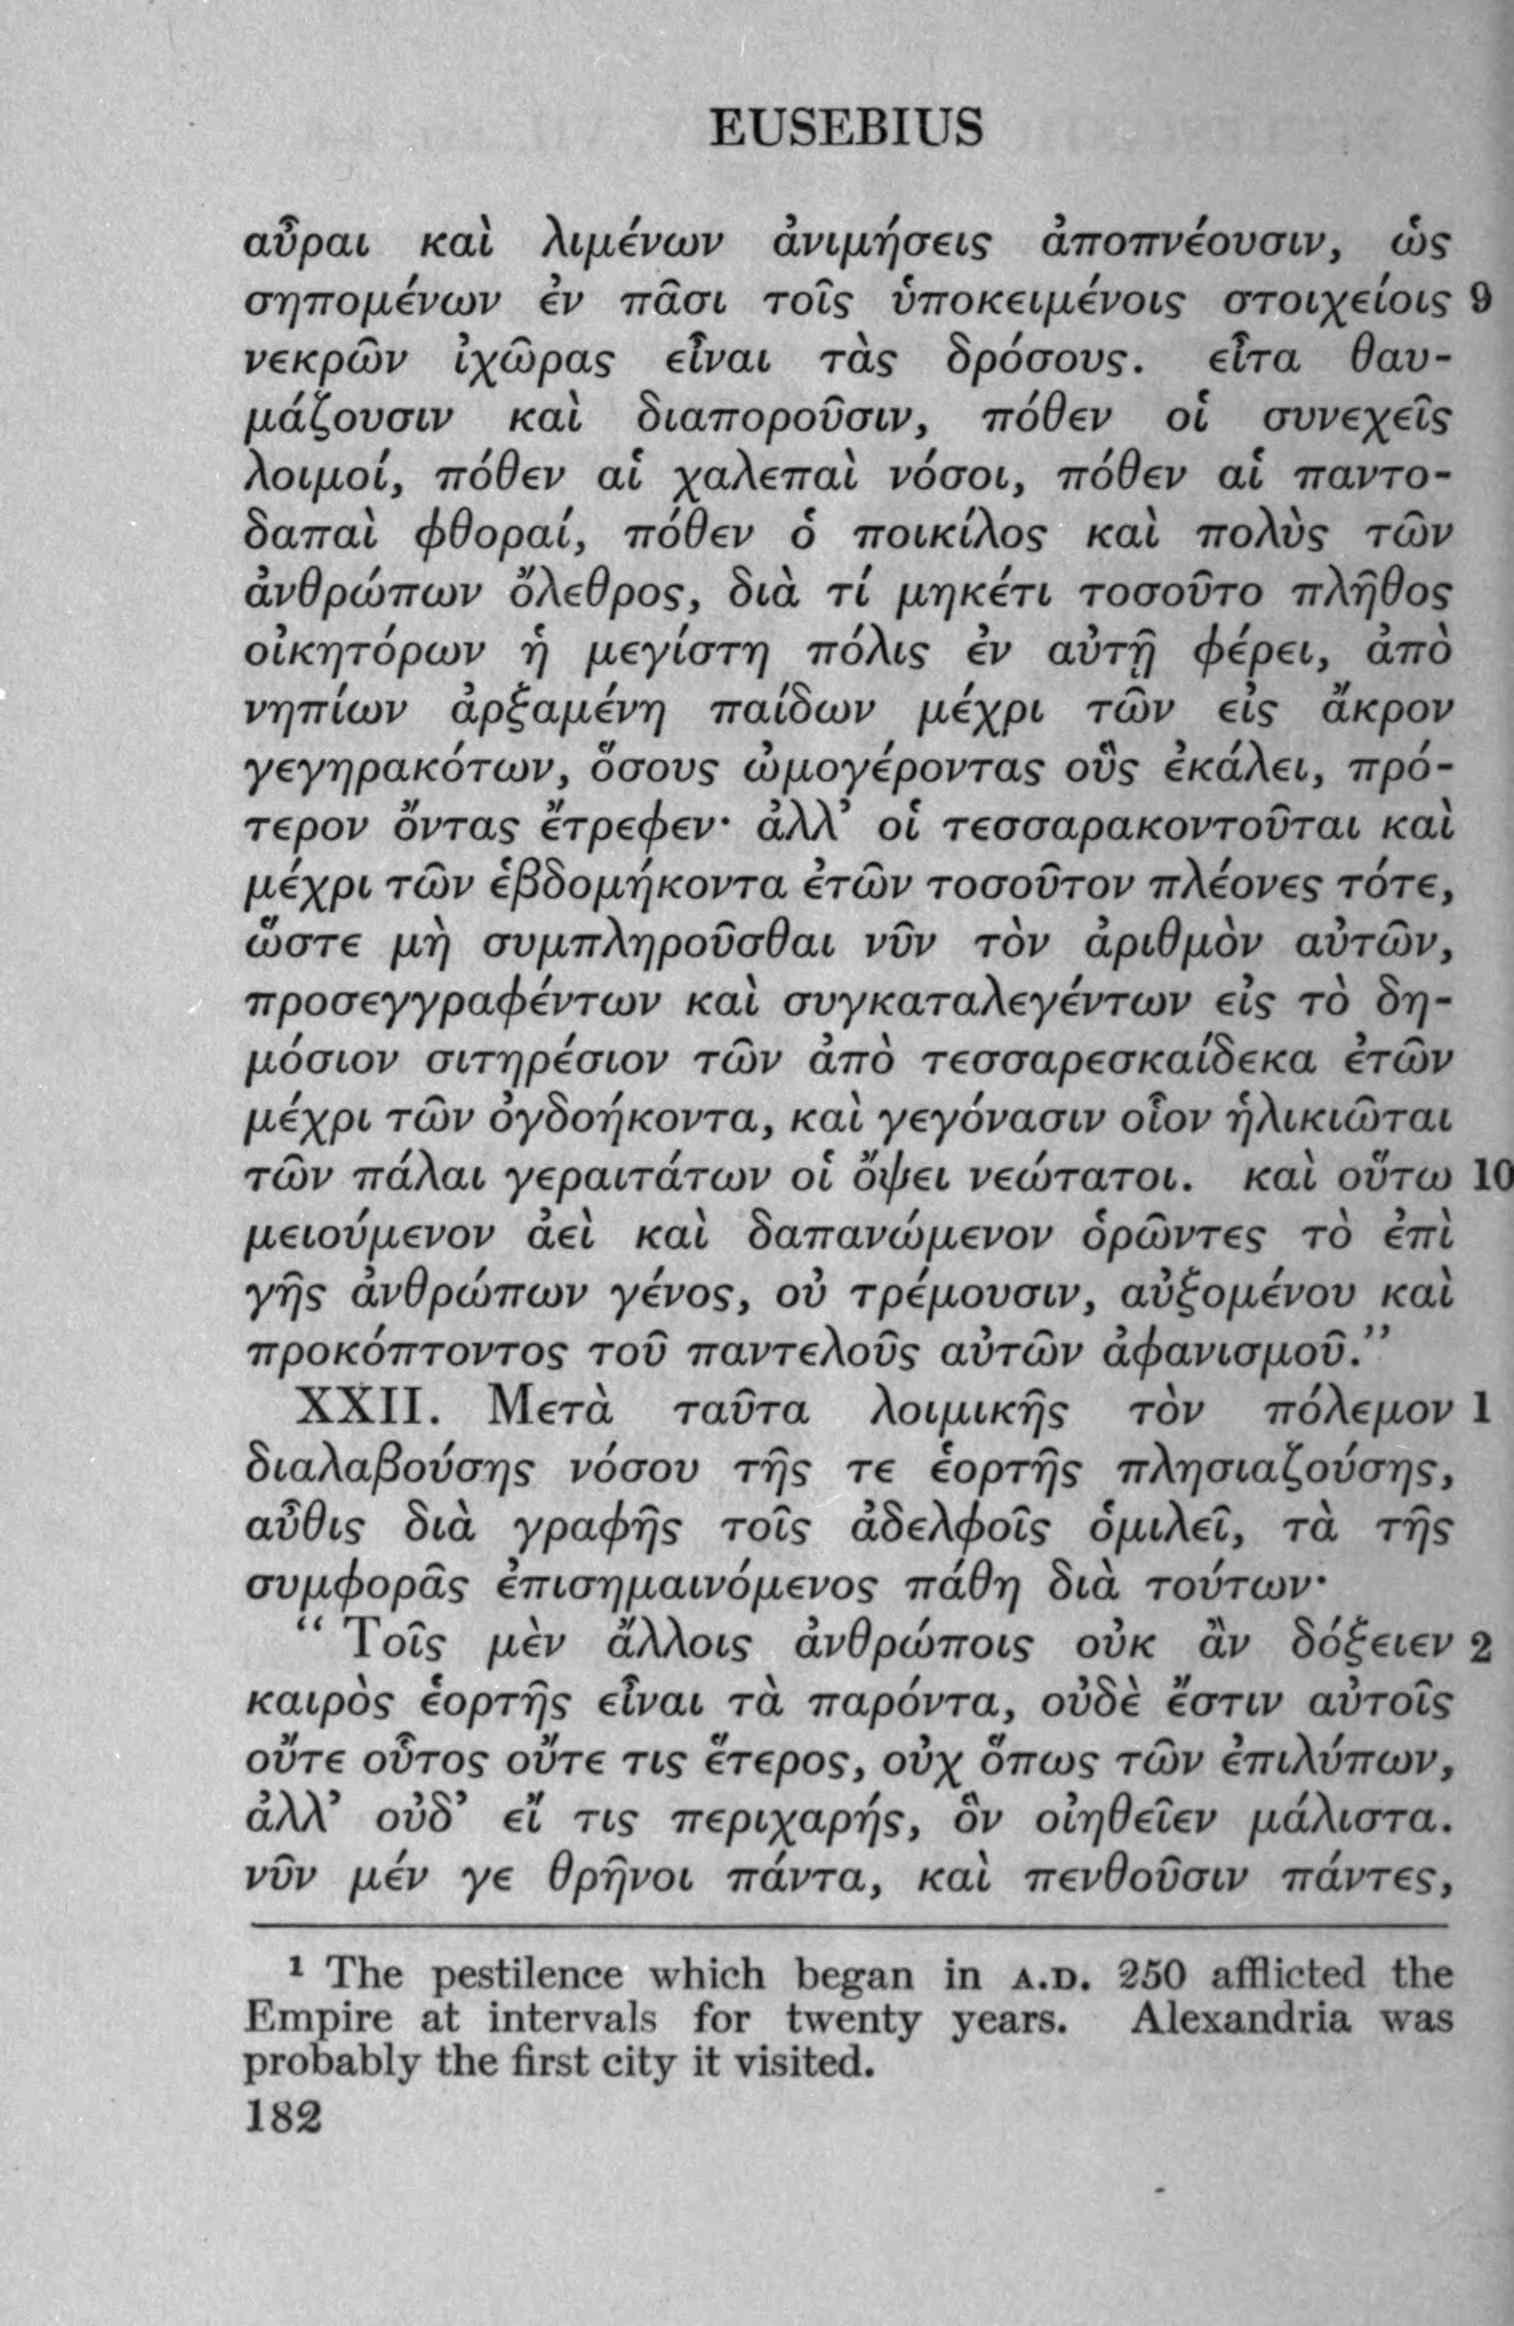 EUSEBIUS
αὖραι καὶ λιμένων ἀνιμήσεις ἀποπνέουσιν, ὡς
σηπομένων ἐν πᾶσι τοῖς ὑποκειμένοις στοιχείοις 9
νεκρῶν ἰχῶρας εἶναι τὰς δρόσους. εἶτα θαυ-
μάζουσιν καὶ διαποροῦσιν, πόθεν οἱ συνεχεῖς
λοιμοί, πόθεν αἱ χαλεπαὶ νόσοι, πόθεν αἱ παντο-
δαπαὶ φθοραί, πόθεν ὁ ποικίλος καὶ πολὺς τῶν
ἀνθρώπων ὄλεθρος, διὰ τί μηκέτι τοσοῦτο πλῆθος
οἰκητόρων ἡ μεγίστη πόλις ἐν αὐτῇ φέρει, ἀπὸ
νηπίων ἀρξαμένη παίδων μέχρι τῶν εἰς ἄκρον
γεγηρακότων, ὅσους ὠμογέροντας οὓς ἐκάλει, πρό-
τερον ὄντας ἔτρεφεν· ἀλλ’ οἱ τεσσαρακοντοῦται καὶ
μέχρι τῶν ἑβδομήκοντα ἐτῶν τοσοῦτον πλέονες τότε,
ὥστε μὴ συμπληροῦσθαι νῦν τὸν ἀριθμὸν αὐτῶν,
προσεγγραφέντων καὶ συγκαταλεγέντων εἰς τὸ δη-
μόσιον σιτηρέσιον τῶν ἀπὸ τεσσαρεσκαίδεκα ἐτῶν
μέχρι τῶν ὀγδοήκοντα, καὶ γεγόνασιν οἷον ἡλικιῶται
τῶν πάλαι γεραιτάτων οἱ ὄψει νεώτατοι. καὶ οὕτω 10
μειούμενον ἀεὶ καὶ δαπανώμενον ὁρῶντες τὸ ἐπὶ
γῆς ἀνθρώπων γένος, οὐ τρέμουσιν, αὐξομένου καὶ
προκόπτοντος τοῦ παντελοῦς αὐτῶν ἀφανισμοῦ.”
XXII. Μετὰ ταῦτα λοιμικῆς τὸν πόλεμον 1
διαλαβούσης νόσου τῆς τε ἑορτῆς πλησιαζούσης,
αὖθις διὰ γραφῆς τοῖς ἀδελφοῖς ὁμιλεῖ, τὰ τῆς
συμφορᾶς ἐπισημαινόμενος πάθη διὰ τούτων·
“ Τοῖς μὲν ἄλλοις ἀνθρώποις οὐκ ἂν δόξειεν 2
καιρὸς ἑορτῆς εἶναι τὰ παρόντα, οὐδὲ ἔστιν αὐτοῖς
οὔτε οὗτος οὔτε τις ἕτερος, οὐχ ὅπως τῶν ἐπιλύπων,
ἀλλ’ οὐδ’ εἴ τις περιχαρής, ὃν οἰηθεῖεν μάλιστα.
νῦν μέν γε θρῆνοι πάντα, καὶ πενθοῦσιν πάντες,
1 The pestilence which began in A.D. 250 afflicted the
Empire at intervals for twenty years. Alexandria was
probably the first city it visited.
182